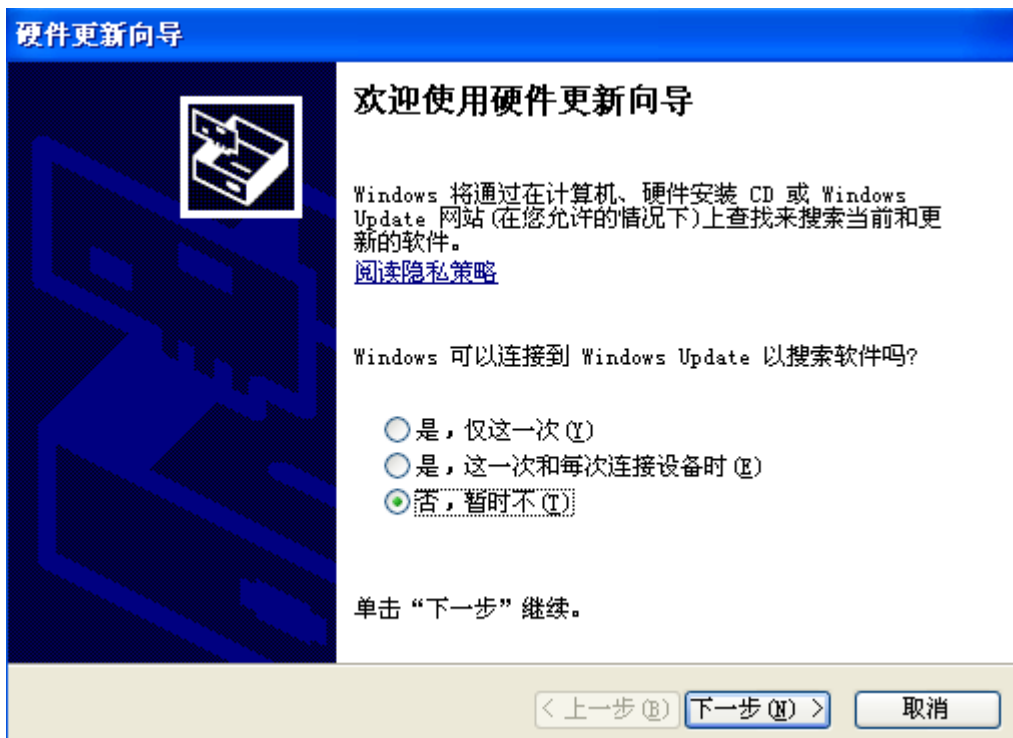 硬件更新向导
欢迎使用硬件更新向导
Windows 将通过在计算机、硬件安装 CD 或 Windows
Update 网站(在您允许的情况下)上查找来搜索当前和更
新的软件。
阅读隐私策略
Windows 可以连接到 Windows Update 以搜索软件吗?
是，仅这一次(Y)
是，这一次和每次连接设备时(E)
否，暂时不(T)
单击“下一步”继续。
< 上一步(B) 下一步(N) > 取消